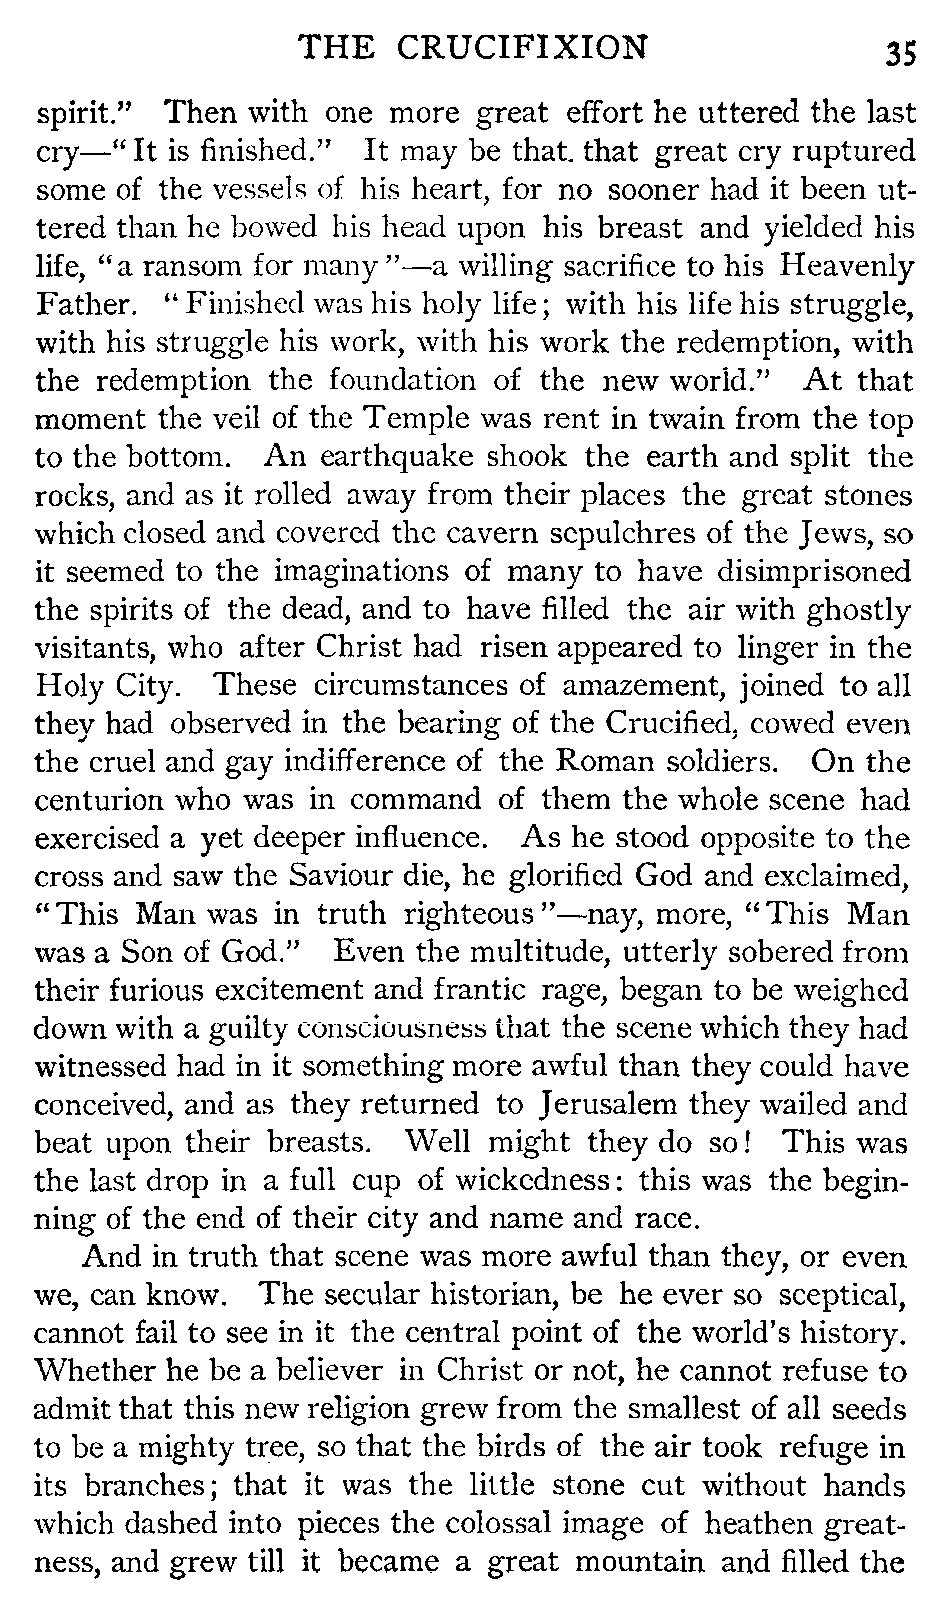 THE CRUCIFIXION 35
spirit." Then with one more great effort he uttered the last
cry—"It is finished." It may be that. that great cry ruptured
some of the vessels of his heart, for no sooner had it been ut-
tered than he bowed his head upon his breast and yielded his
life, "a ransom for many"—a willing sacrifice to his Heavenly
Father. "Finished was his holy life; with his life his struggle,
with his struggle his work, with his work the redemption, with
the redemption the foundation of the new world." At that
moment the veil of the Temple was rent in twain from the top
to the bottom. An earthquake shook the earth and split the
rocks, and as it rolled away from their places the great stones
which closed and covered the cavern sepulchres of the Jews, so
it seemed to the imaginations of many to have disimprisoned
the spirits of the dead, and to have filled the air with ghostly
visitants, who after Christ had risen appeared to linger in the
Holy City. These circumstances of amazement, joined to all
they had observed in the bearing of the Crucified, cowed even
the cruel and gay indifference of the Roman soldiers. On the
centurion who was in command of them the whole scene had
exercised a yet deeper influence. As he stood opposite to the
cross and saw the Saviour die, he glorified God and exclaimed,
"This Man was in truth righteous"—nay, more, "This Man
was a Son of God." Even the multitude, utterly sobered from
their furious excitement and frantic rage, began to be weighed
down with a guilty consciousness that the scene which they had
witnessed had in it something more awful than they could have
conceived, and as they returned to Jerusalem they wailed and
beat upon their breasts. Well might they do so! This was
the last drop in a full cup of wickedness: this was the begin-
ning of the end of their city and name and race.
And in truth that scene was more awful than they, or even
we, can know. The secular historian, be he ever so sceptical,
cannot fail to see in it the central point of the world's history.
Whether he be a believer in Christ or not, he cannot refuse to
admit that this new religion grew from the smallest of all seeds
to be a mighty tree, so that the birds of the air took refuge in
its branches; that it was the little stone cut without hands
which dashed into pieces the colossal image of heathen great-
ness, and grew till it became a great mountain and filled the